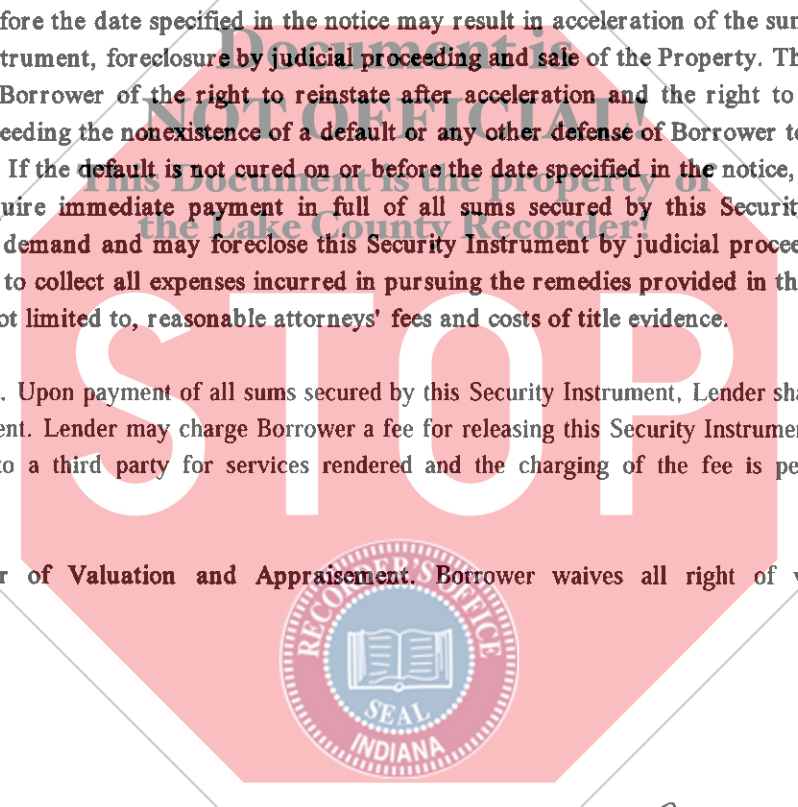 fore the date specified in the notice may result in acceleration of the sun
Document is
trument, foreclosure by judicial proceeding and sale of the Property. Th
Borrower of the right to reinstate after acceleration and the right to
NOT OFFICIAL!
eeding the nonexistence of a default or any other defense of Borrower to
If the default is not cured on or before the date specified in the notice,
This Document is the property of
quire immediate payment in full of all sums secured by this Securit
the Lake County Recorder!
demand and may foreclose this Security Instrument by judicial procee
to collect all expenses incurred in pursuing the remedies provided in th
ot limited to, reasonable attorneys' fees and costs of title evidence.
STOP
. Upon payment of all sums secured by this Security Instrument, Lender sha
ent. Lender may charge Borrower a fee for releasing this Security Instrumen
to a third party for services rendered and the charging of the fee is pe
r of Valuation and Appraisement. Borrower waives all right of v
RECORDER'S OFFICE
SEAL
INDIANA